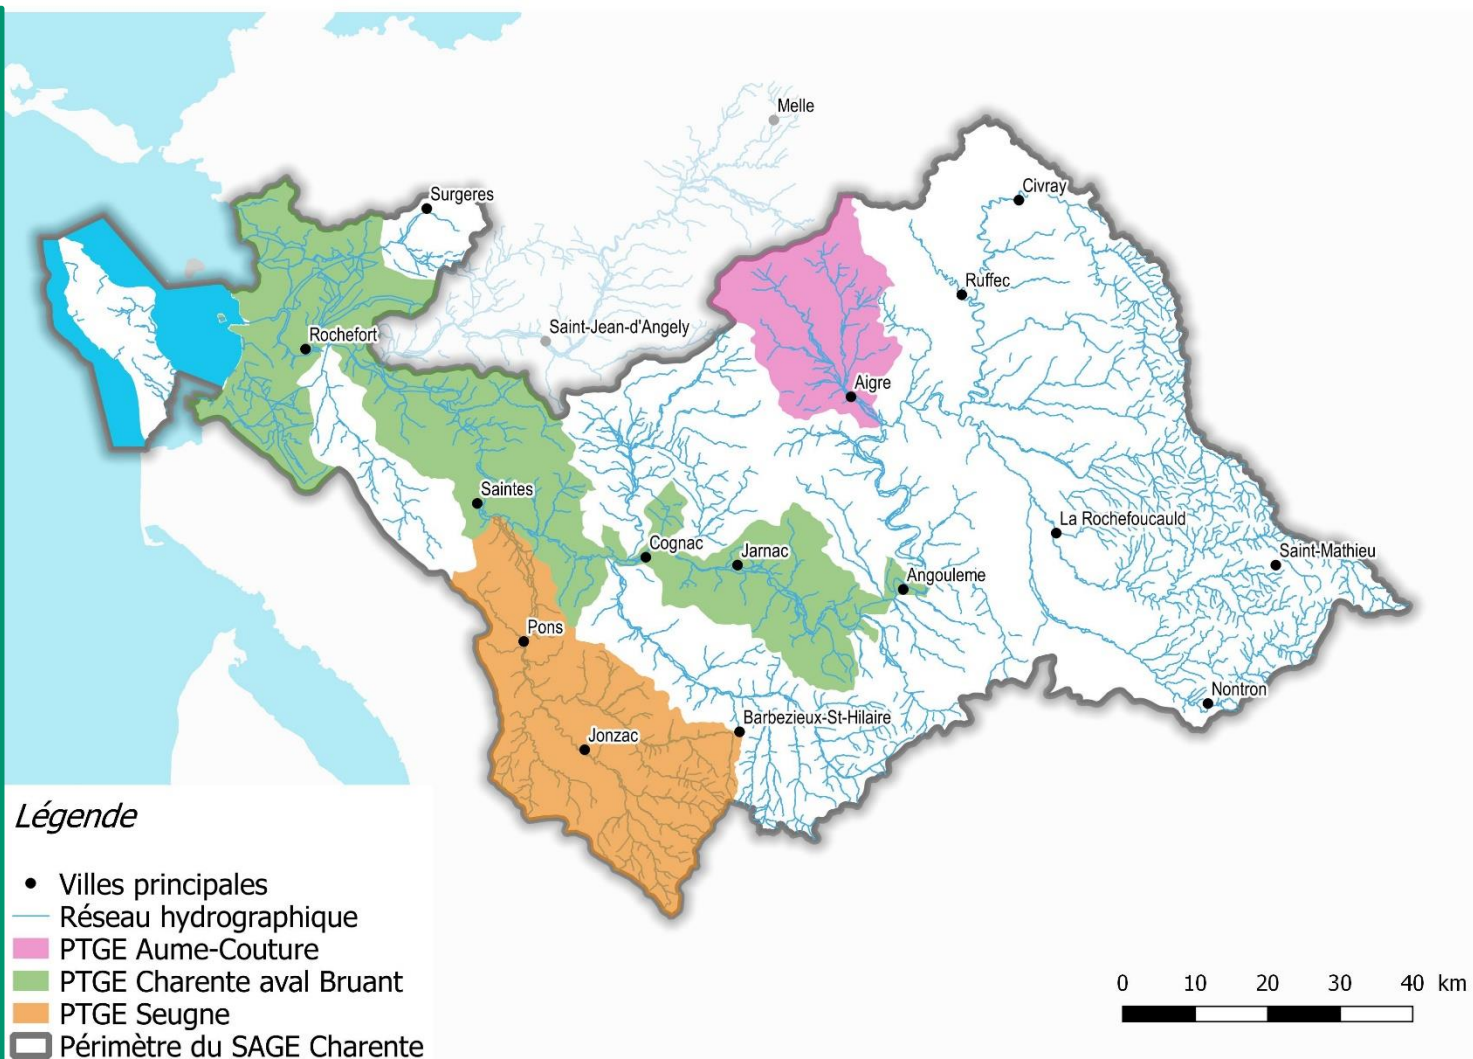 Melle
Surgeres
Civray
Ruffec
Saint-Jean-d'Angely
Rochefort
Aigre
Saintes
La Rochefoucauld
Cognac
Jarnac
Saint-Mathieu
Angouleme
Pons
Nontron
Barbezieux-St-Hilaire
Jonzac
Légende
Villes principales
Réseau hydrographique
PTGE Aume-Couture
PTGE Charente aval Bruant
PTGE Seugne
Périmètre du SAGE Charente
0 10 20 30 40 km